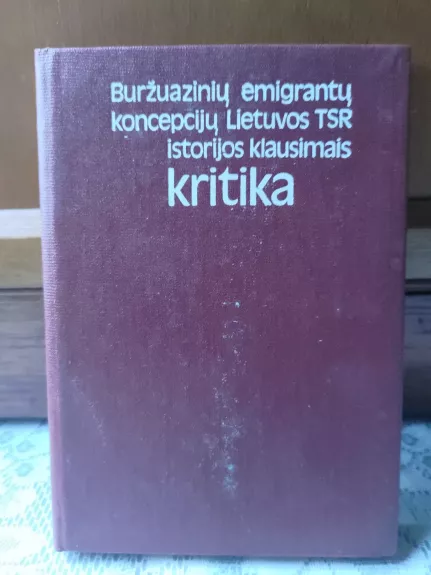 Buržuazinių emigrantų
koncepcijų Lietuvos TSR
istorijos klausimais
kritika